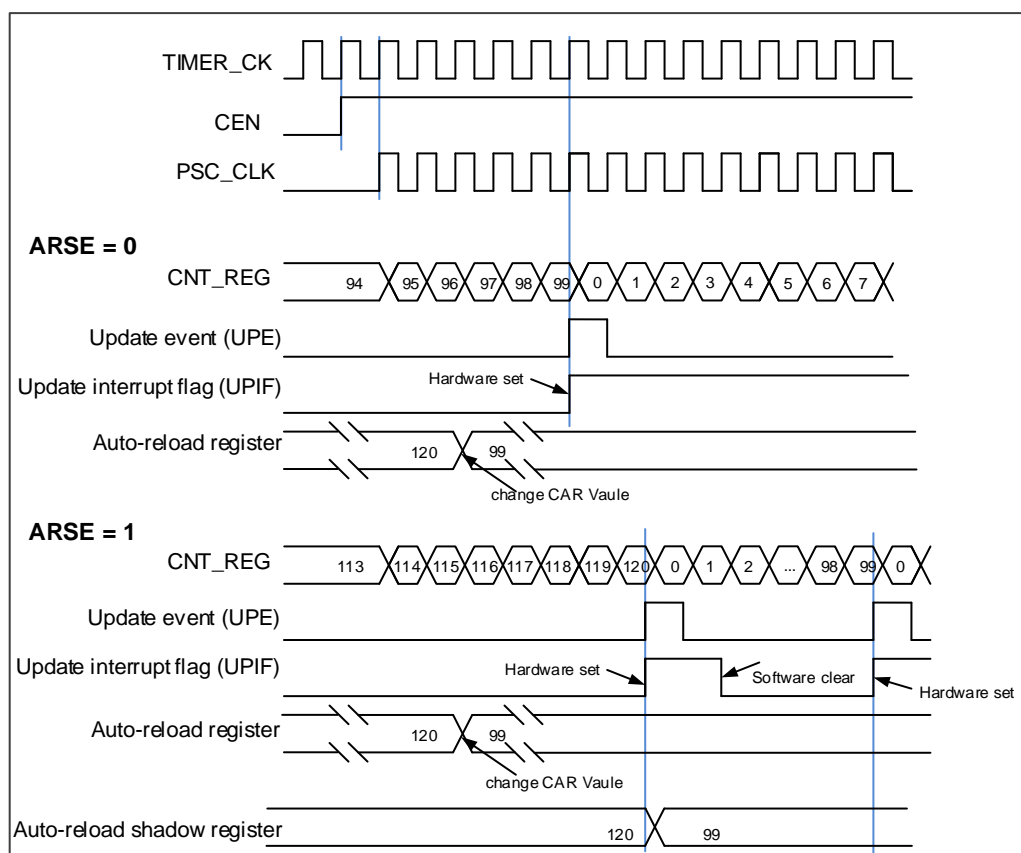 TIMER_CK
CEN
PSC_CLK
ARSE = 0
CNT_REG 94 95 96 97 98 99 0 1 2 3 4 5 6 7
Update event (UPE)
Update interrupt flag (UPIF) Hardware set
Auto-reload register 120 99
change CAR Vaule
ARSE = 1
CNT_REG 113 114 115 116 117 118 119 120 0 1 2 ... 98 99 0
Update event (UPE)
Update interrupt flag (UPIF) Hardware set Software clear Hardware set
Auto-reload register 120 99
change CAR Vaule
Auto-reload shadow register 120 99